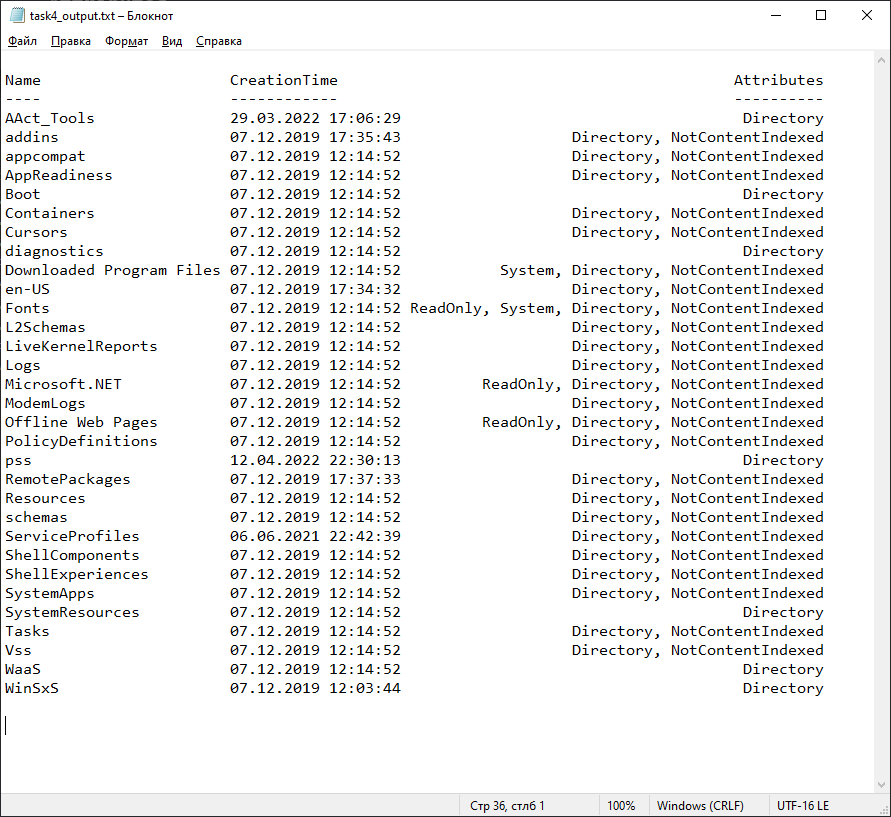 task4_output.txt – Блокнот
Файл Правка Формат Вид Справка
Name CreationTime Attributes
---- ------------ ----------
AAct_Tools 29.03.2022 17:06:29 Directory
addins 07.12.2019 17:35:43 Directory, NotContentIndexed
appcompat 07.12.2019 12:14:52 Directory, NotContentIndexed
AppReadiness 07.12.2019 12:14:52 Directory, NotContentIndexed
Boot 07.12.2019 12:14:52 Directory
Containers 07.12.2019 12:14:52 Directory, NotContentIndexed
Cursors 07.12.2019 12:14:52 Directory, NotContentIndexed
diagnostics 07.12.2019 12:14:52 Directory
Downloaded Program Files 07.12.2019 12:14:52 System, Directory, NotContentIndexed
en-US 07.12.2019 17:34:32 Directory, NotContentIndexed
Fonts 07.12.2019 12:14:52 ReadOnly, System, Directory, NotContentIndexed
L2Schemas 07.12.2019 12:14:52 Directory, NotContentIndexed
LiveKernelReports 07.12.2019 12:14:52 Directory, NotContentIndexed
Logs 07.12.2019 12:14:52 Directory, NotContentIndexed
Microsoft.NET 07.12.2019 12:14:52 ReadOnly, Directory, NotContentIndexed
ModemLogs 07.12.2019 12:14:52 Directory, NotContentIndexed
Offline Web Pages 07.12.2019 12:14:52 ReadOnly, Directory, NotContentIndexed
PolicyDefinitions 07.12.2019 12:14:52 Directory, NotContentIndexed
pss 12.04.2022 22:30:13 Directory
RemotePackages 07.12.2019 17:37:33 Directory, NotContentIndexed
Resources 07.12.2019 12:14:52 Directory, NotContentIndexed
schemas 07.12.2019 12:14:52 Directory, NotContentIndexed
ServiceProfiles 06.06.2021 22:42:39 Directory, NotContentIndexed
ShellComponents 07.12.2019 12:14:52 Directory, NotContentIndexed
ShellExperiences 07.12.2019 12:14:52 Directory, NotContentIndexed
SystemApps 07.12.2019 12:14:52 Directory, NotContentIndexed
SystemResources 07.12.2019 12:14:52 Directory
Tasks 07.12.2019 12:14:52 Directory, NotContentIndexed
Vss 07.12.2019 12:14:52 Directory, NotContentIndexed
WaaS 07.12.2019 12:14:52 Directory
WinSxS 07.12.2019 12:03:44 Directory
Стр 36, стлб 1 100% Windows (CRLF) UTF-16 LE